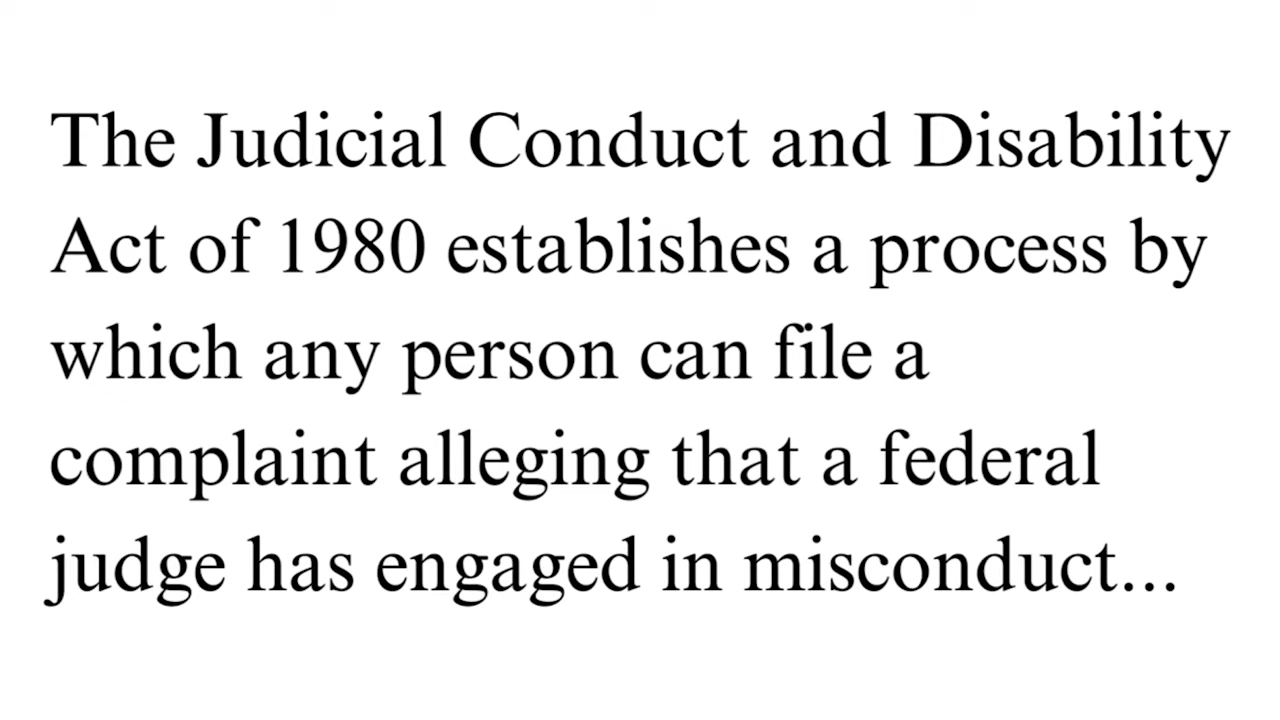 The Judicial Conduct and Disability
Act of 1980 establishes a process by
which any person can file a
complaint alleging that a federal
judge has engaged in misconduct...